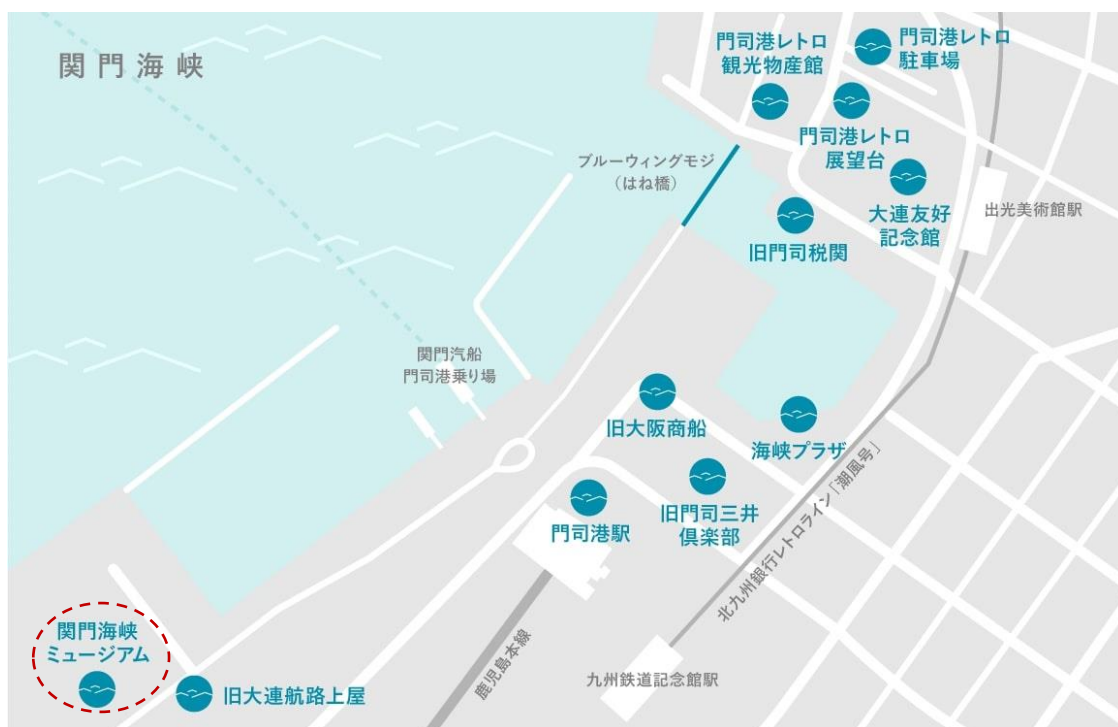 関門海峡
門司港レトロ
観光物産館
門司港レトロ
駐車場
門司港レトロ
展望台
ブルーウィングモジ
（はね橋）
大連友好
記念館
出光美術館駅
旧門司税関
関門汽船
門司港乗り場
旧大阪商船
海峡プラザ
北九州銀行レトロライン「潮風号」
旧門司三井
倶楽部
門司港駅
鹿児島本線
九州鉄道記念館駅
関門海峡
ミュージアム
旧大連航路上屋